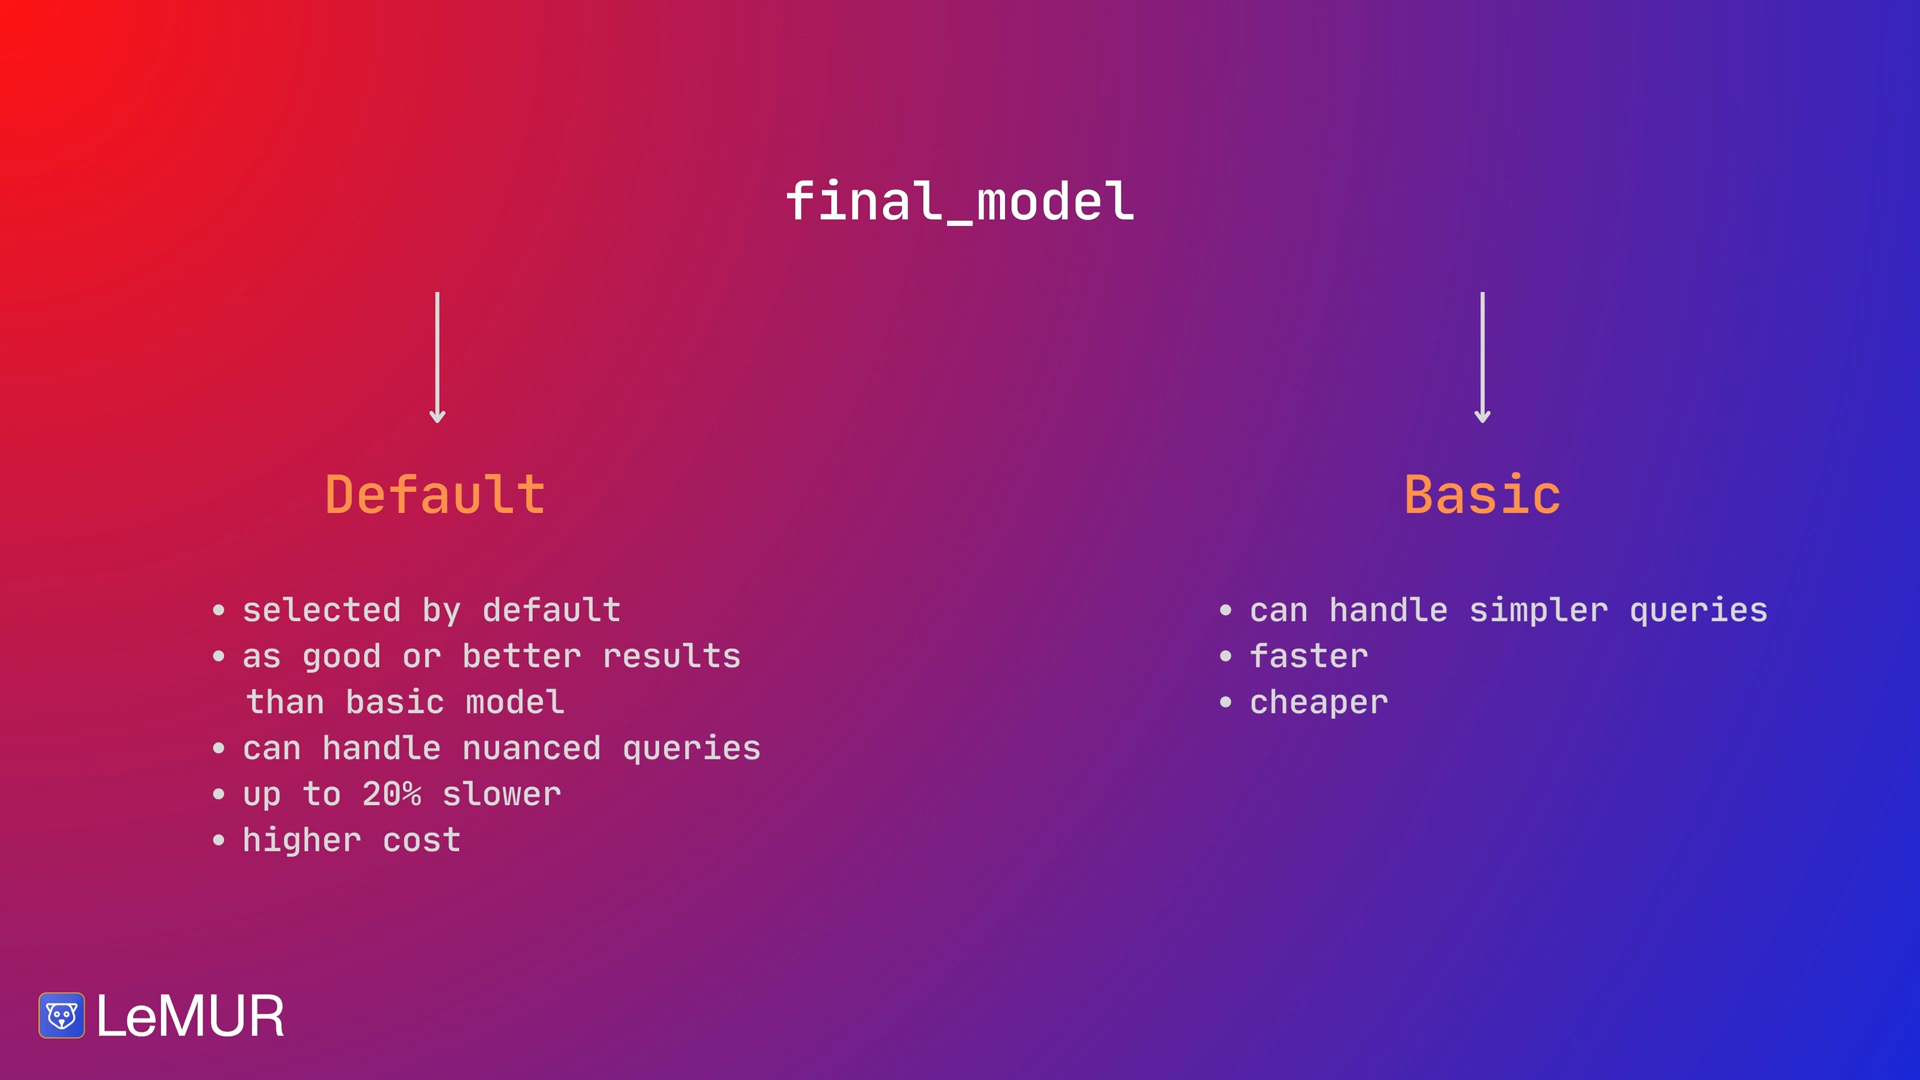 final_model
Default
• selected by default
• as good or better results
than basic model
• can handle nuanced queries
• up to 20% slower
• higher cost
Basic
• can handle simpler queries
• faster
• cheaper
LeMUR